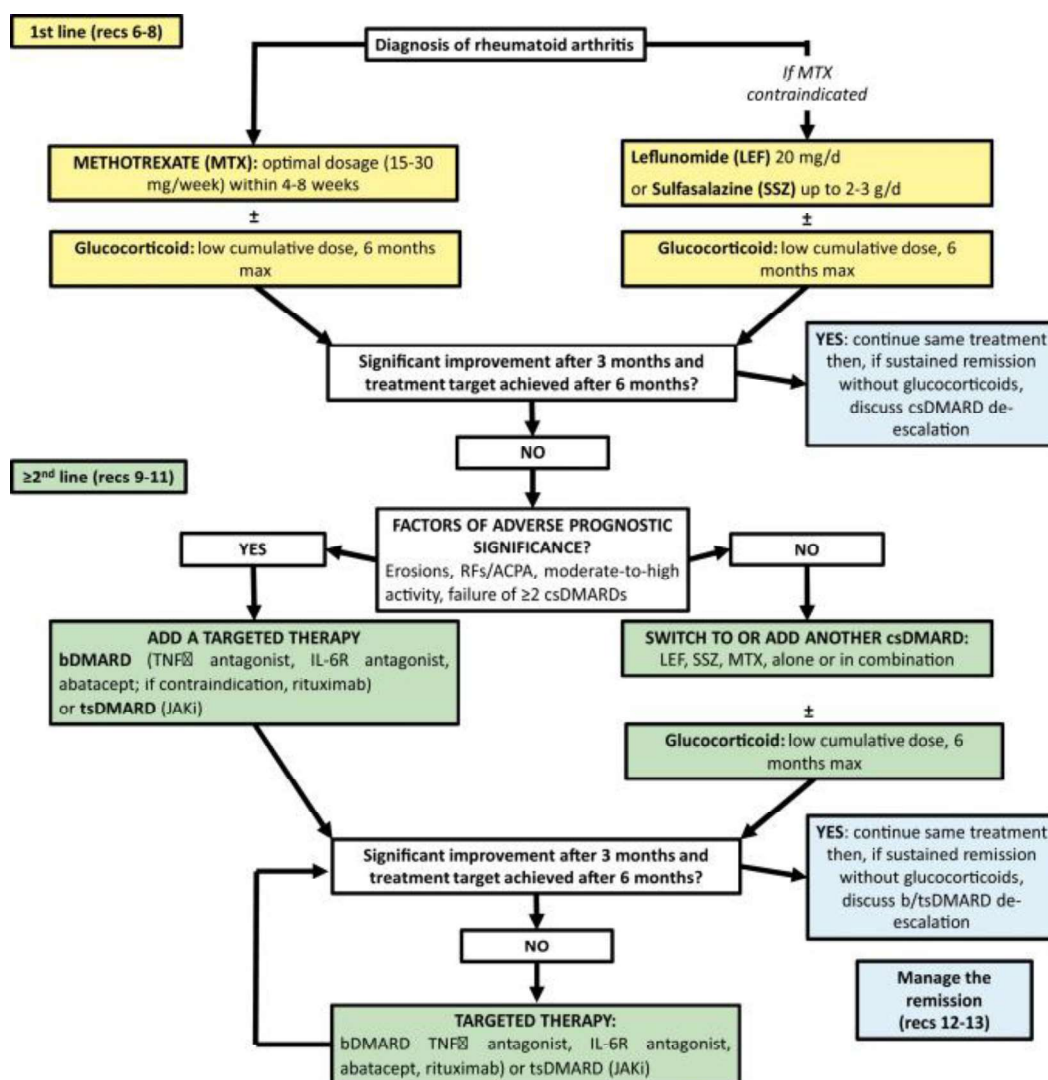 1st line (recs 6-8)
Diagnosis of rheumatoid arthritis
If MTX
contraindicated
METHOTREXATE (MTX): optimal dosage (15-30
mg/week) within 4-8 weeks
±
Glucocorticoid: low cumulative dose, 6 months
max
Leflunomide (LEF) 20 mg/d
or Sulfasalazine (SSZ) up to 2-3 g/d
±
Glucocorticoid: low cumulative dose, 6
months max
Significant improvement after 3 months and
treatment target achieved after 6 months?
YES: continue same treatment
then, if sustained remission
without glucocorticoids,
discuss csDMARD de-
escalation
NO
≥2nd line (recs 9-11)
FACTORS OF ADVERSE PROGNOSTIC
SIGNIFICANCE?
Erosions, RFs/ACPA, moderate-to-high
activity, failure of ≥2 csDMARDs
YES
NO
ADD A TARGETED THERAPY
bDMARD (TNF☒ antagonist, IL-6R antagonist,
abatacept; if contraindication, rituximab)
or tsDMARD (JAKi)
SWITCH TO OR ADD ANOTHER csDMARD:
LEF, SSZ, MTX, alone or in combination
±
Glucocorticoid: low cumulative dose, 6
months max
Significant improvement after 3 months and
treatment target achieved after 6 months?
YES: continue same treatment
then, if sustained remission
without glucocorticoids,
discuss b/tsDMARD de-
escalation
NO
Manage the
remission
(recs 12-13)
TARGETED THERAPY:
bDMARD TNF☒ antagonist, IL-6R antagonist,
abatacept, rituximab) or tsDMARD (JAKi)